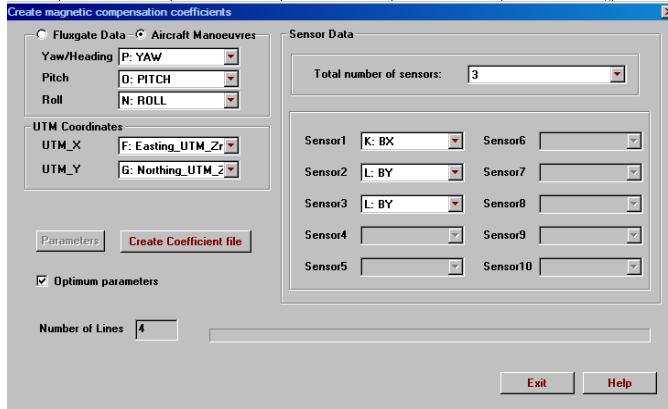 Create magnetic compensation coefficients
Fluxgate Data
Aircraft Manoeuvres
Yaw/Heading P: YAW
Pitch O: PITCH
Roll N: ROLL
UTM Coordinates
UTM_X F: Easting_UTM_Zr
UTM_Y G: Northing_UTM_Z
Parameters
Create Coefficient file
Optimum parameters
Number of Lines 4
Sensor Data
Total number of sensors: 3
Sensor1 K: BX Sensor6
Sensor2 L: BY Sensor7
Sensor3 L: BY Sensor8
Sensor4 Sensor9
Sensor5 Sensor10
Exit Help